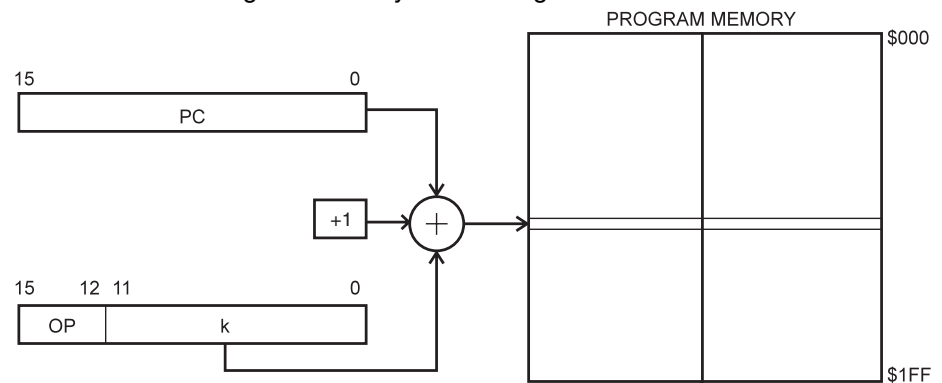 PROGRAM MEMORY
$000
15 0
PC
+1
+
15 12 11 0
OP k
$1FF